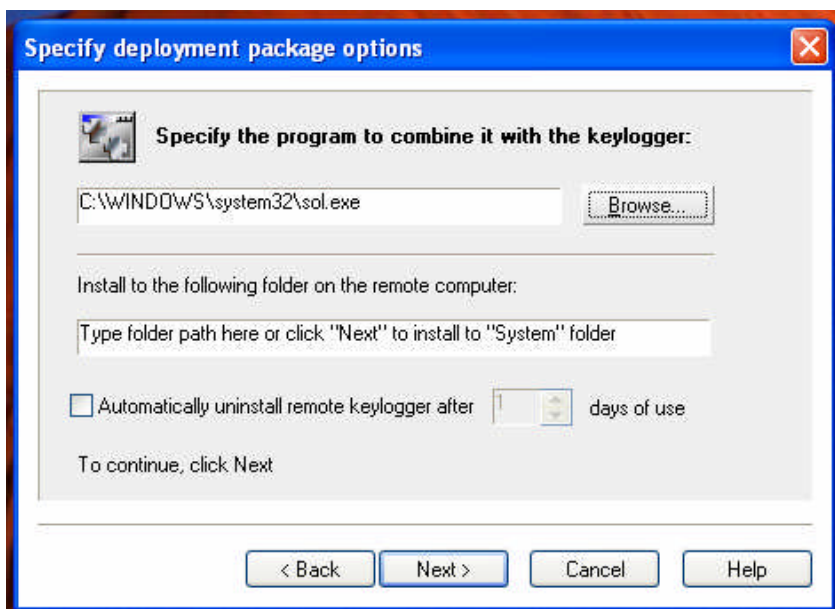 Specify deployment package options
Specify the program to combine it with the keylogger:
C:\WINDOWS\system32\sol.exe
Browse...
Install to the following folder on the remote computer:
Type folder path here or click "Next" to install to "System" folder
Automatically uninstall remote keylogger after 1 days of use
To continue, click Next
< Back Next > Cancel Help